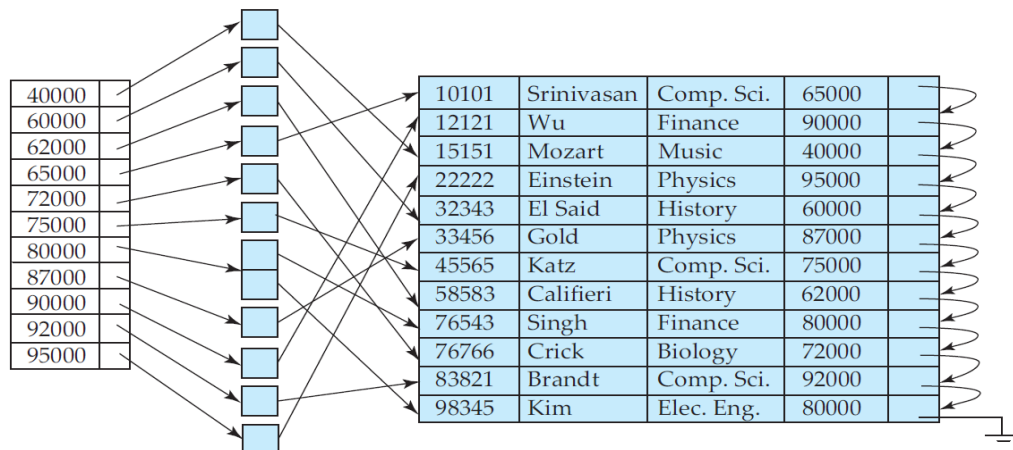 40000
60000
62000
65000
72000
75000
80000
87000
90000
92000
95000
10101 Srinivasan Comp. Sci. 65000
12121 Wu Finance 90000
15151 Mozart Music 40000
22222 Einstein Physics 95000
32343 El Said History 60000
33456 Gold Physics 87000
45565 Katz Comp. Sci. 75000
58583 Califieri History 62000
76543 Singh Finance 80000
76766 Crick Biology 72000
83821 Brandt Comp. Sci. 92000
98345 Kim Elec. Eng. 80000